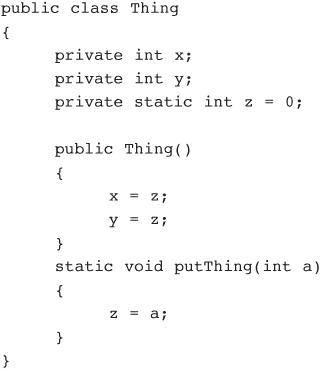 public class Thing
{
private int x;
private int y;
private static int z = 0;
public Thing()
{
x = z;
y = z;
}
static void putThing(int a)
{
z = a;
}
}